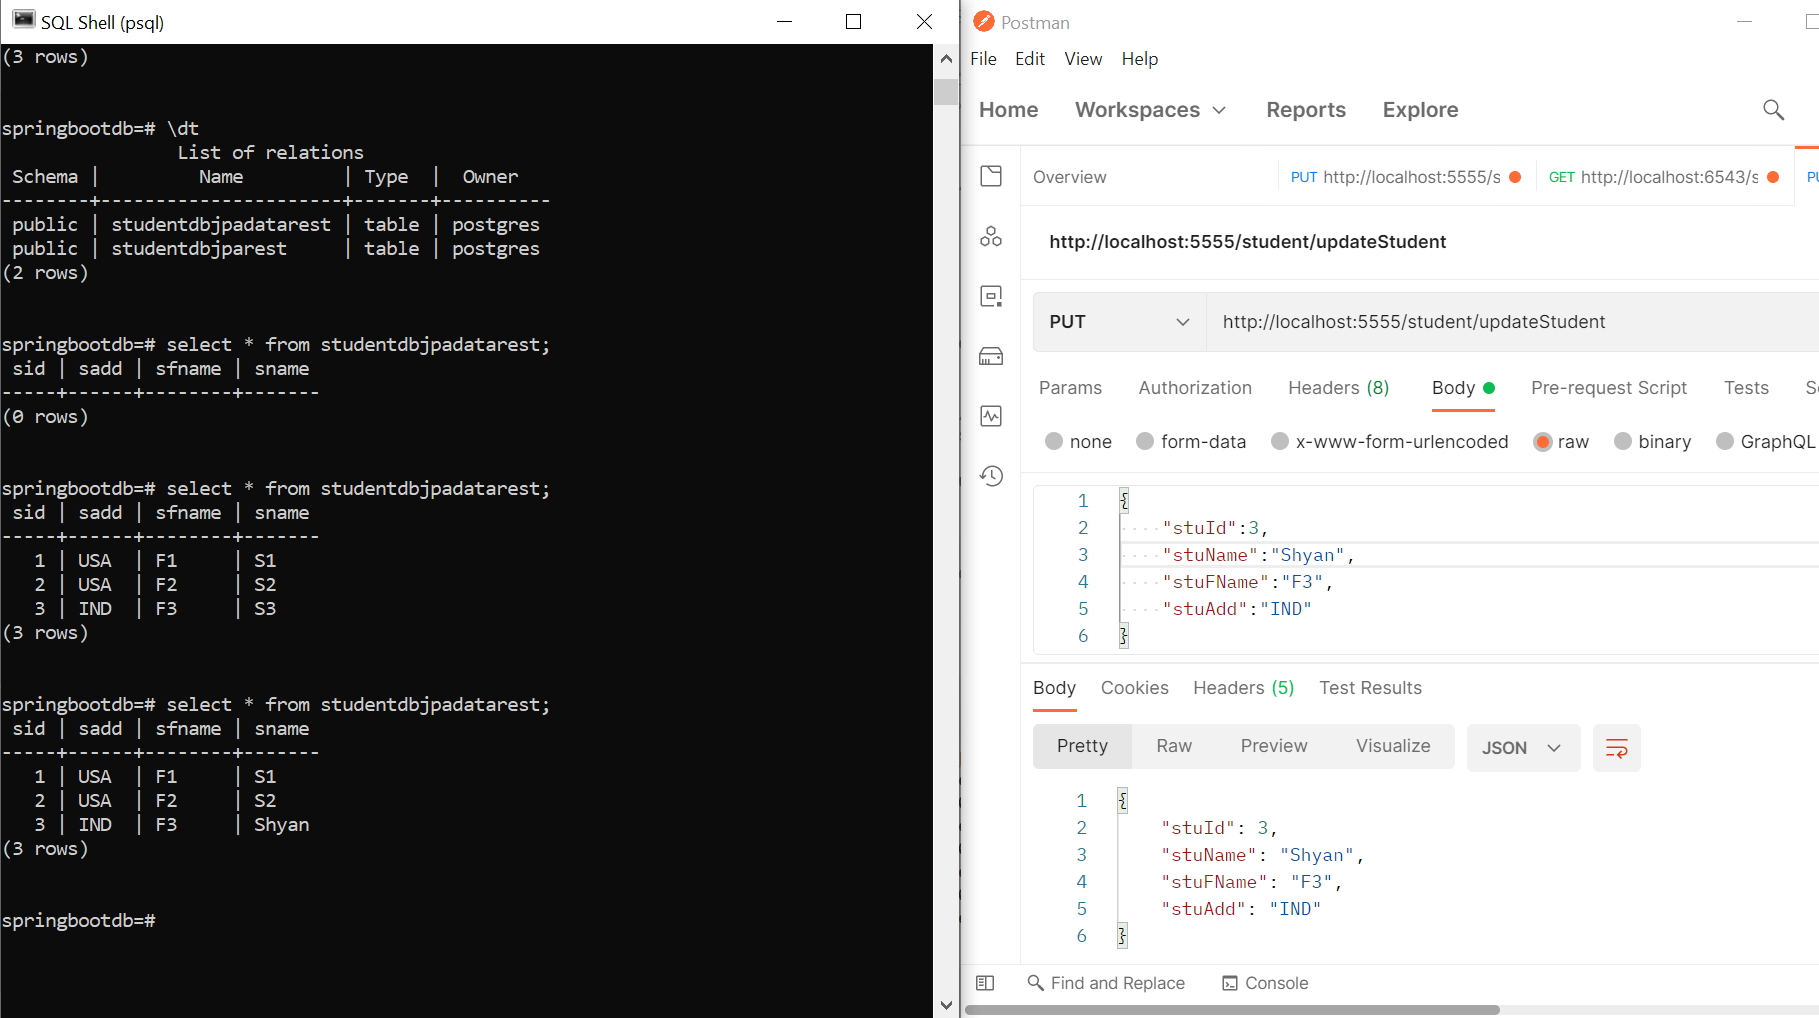 SQL Shell (psql)
(3 rows)
springbootdb=# \dt
List of relations
Schema | Name | Type | Owner
--------+----------------------+-------+----------
public | studentdbjpadatarest | table | postgres
public | studentdbjparest | table | postgres
(2 rows)
springbootdb=# select * from studentdbjpadatarest;
sid | sadd | sfname | sname
-----+------+--------+-------
(0 rows)
springbootdb=# select * from studentdbjpadatarest;
sid | sadd | sfname | sname
-----+------+--------+-------
1 | USA | F1 | S1
2 | USA | F2 | S2
3 | IND | F3 | S3
(3 rows)
springbootdb=# select * from studentdbjpadatarest;
sid | sadd | sfname | sname
-----+------+--------+-------
1 | USA | F1 | S1
2 | USA | F2 | S2
3 | IND | F3 | Shyan
(3 rows)
springbootdb=#
Postman
File Edit View Help
Home Workspaces Reports Explore
Overview PUT http://localhost:5555/s GET http://localhost:6543/s PU
http://localhost:5555/student/updateStudent
PUT http://localhost:5555/student/updateStudent
Params Authorization Headers (8) Body Pre-request Script Tests S
none form-data x-www-form-urlencoded raw binary GraphQL
1 {
2 "stuId":3,
3 "stuName":"Shyan",
4 "stuFName":"F3",
5 "stuAdd":"IND"
6 }
Body Cookies Headers (5) Test Results
Pretty Raw Preview Visualize JSON
1 {
2 "stuId": 3,
3 "stuName": "Shyan",
4 "stuFName": "F3",
5 "stuAdd": "IND"
6 }
Find and Replace Console